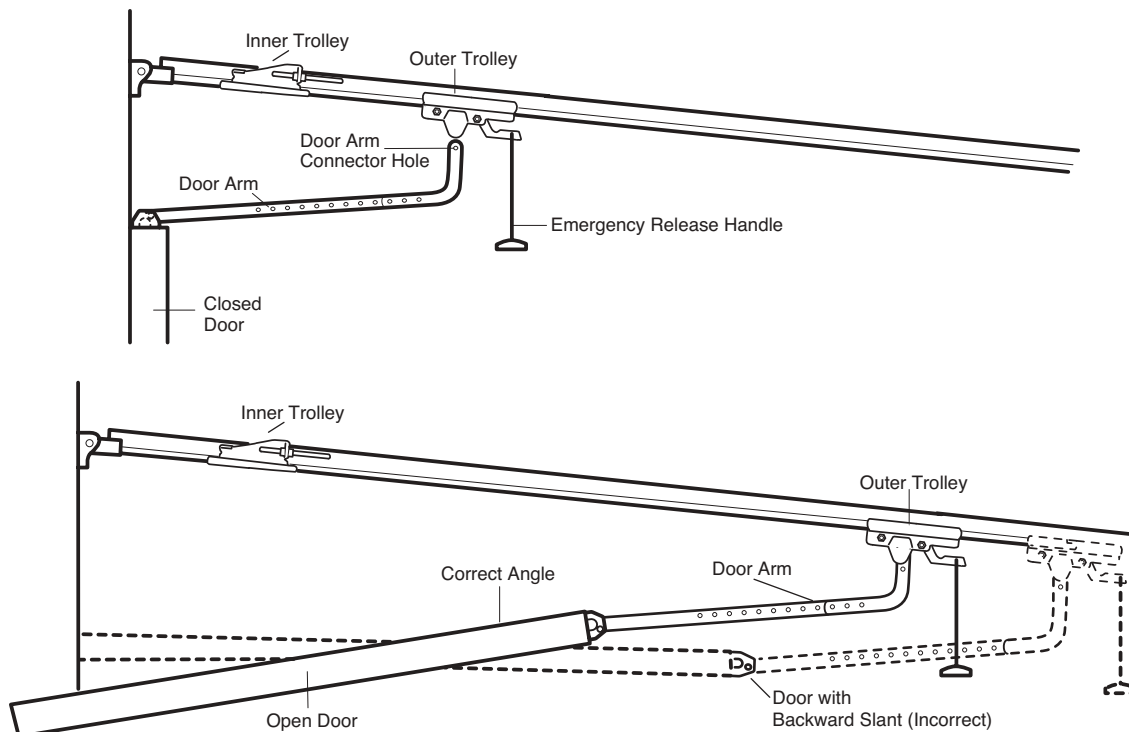 Inner Trolley
Outer Trolley
Door Arm
Connector Hole
Door Arm
Emergency Release Handle
Closed
Door
Inner Trolley
Outer Trolley
Correct Angle
Door Arm
Open Door
Door with
Backward Slant (Incorrect)